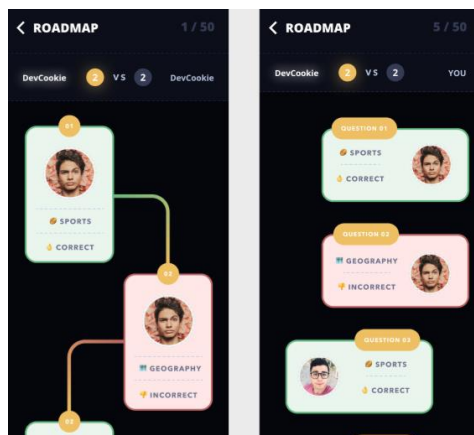 ROADMAP 1 / 50
DevCookie 2 VS 2 DevCookie
01
SPORTS
CORRECT
03
GEOGRAPHY
INCORRECT
02
ROADMAP 5 / 50
DevCookie 2 VS 2 YOU
QUESTION 01
SPORTS
CORRECT
QUESTION 02
GEOGRAPHY
INCORRECT
QUESTION 03
SPORTS
CORRECT